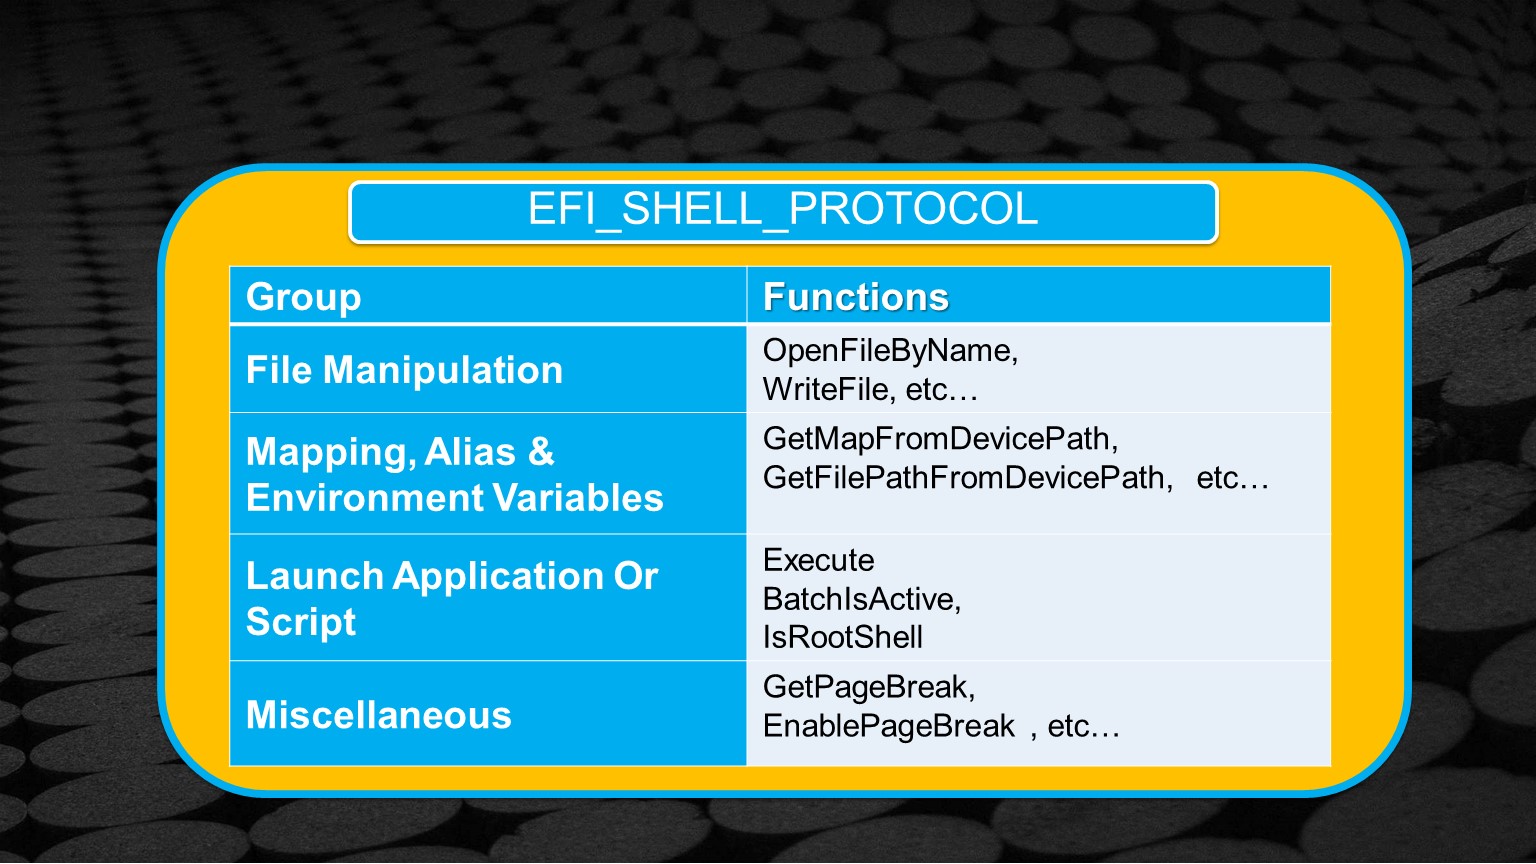 EFI_SHELL_PROTOCOL
Group
Functions
File Manipulation
OpenFileByName,
WriteFile, etc…
Mapping, Alias &
Environment Variables
GetMapFromDevicePath,
GetFilePathFromDevicePath, etc…
Launch Application Or
Script
Execute
BatchIsActive,
IsRootShell
Miscellaneous
GetPageBreak,
EnablePageBreak , etc…